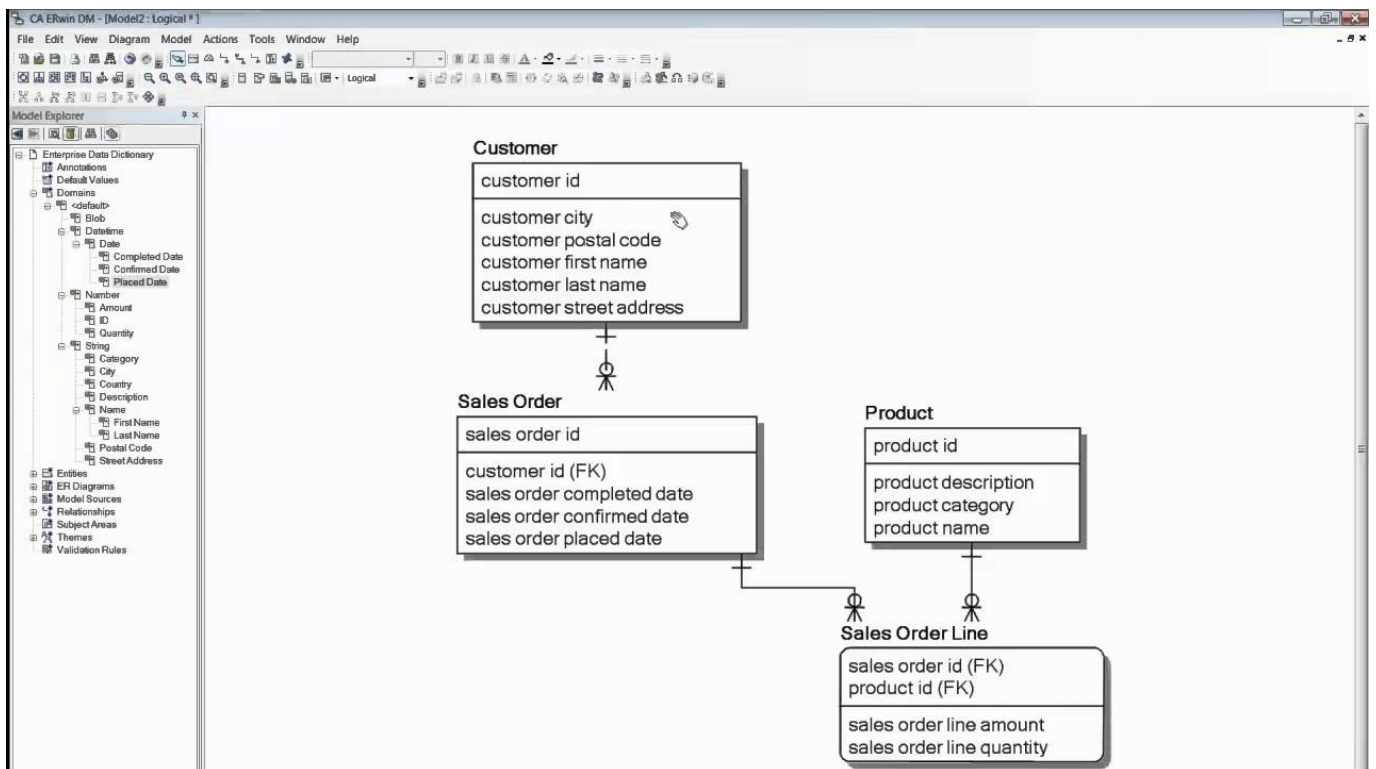 CA ERwin DM - [Model2 : Logical * ]
File Edit View Diagram Model Actions Tools Window Help
Logical
Model Explorer
Enterprise Data Dictionary
Annotations
Default Values
Domains
<default>
Blob
Datetime
Date
Completed Date
Confirmed Date
Placed Date
Number
Amount
ID
Quantity
String
Category
City
Country
Description
Name
First Name
Last Name
Postal Code
Street Address
Entities
ER Diagrams
Model Sources
Relationships
Subject Areas
Themes
Validation Rules
Customer
customer id
customer city
customer postal code
customer first name
customer last name
customer street address
Sales Order
sales order id
customer id (FK)
sales order completed date
sales order confirmed date
sales order placed date
Product
product id
product description
product category
product name
Sales Order Line
sales order id (FK)
product id (FK)
sales order line amount
sales order line quantity